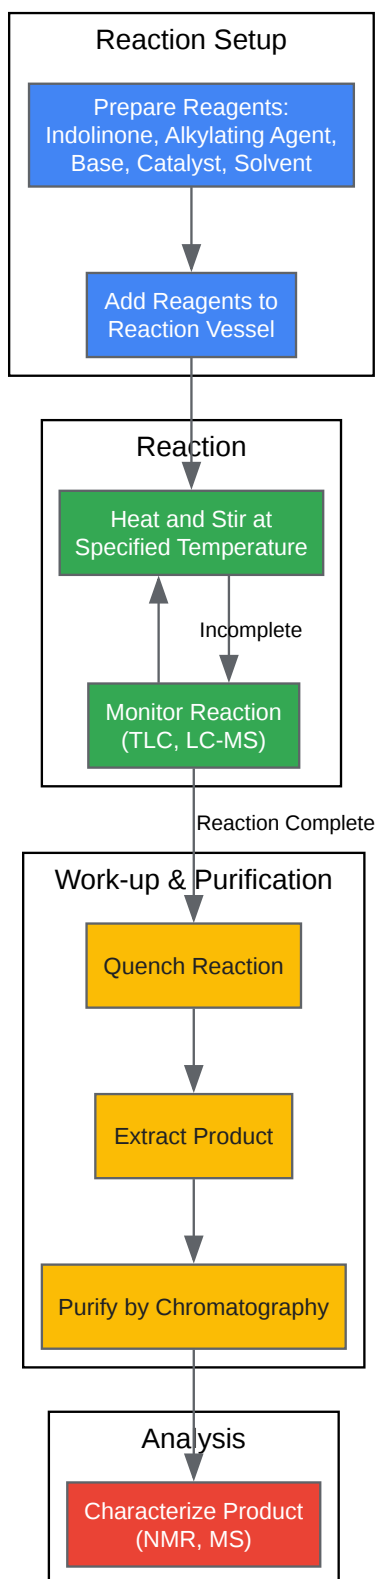 Reaction Setup
Prepare Reagents:
Indolinone, Alkylating Agent,
Base, Catalyst, Solvent
Add Reagents to
Reaction Vessel
Reaction
Heat and Stir at
Specified Temperature
Incomplete
Monitor Reaction
(TLC, LC-MS)
Reaction Complete
Work-up & Purification
Quench Reaction
Extract Product
Purify by Chromatography
Analysis
Characterize Product
(NMR, MS)